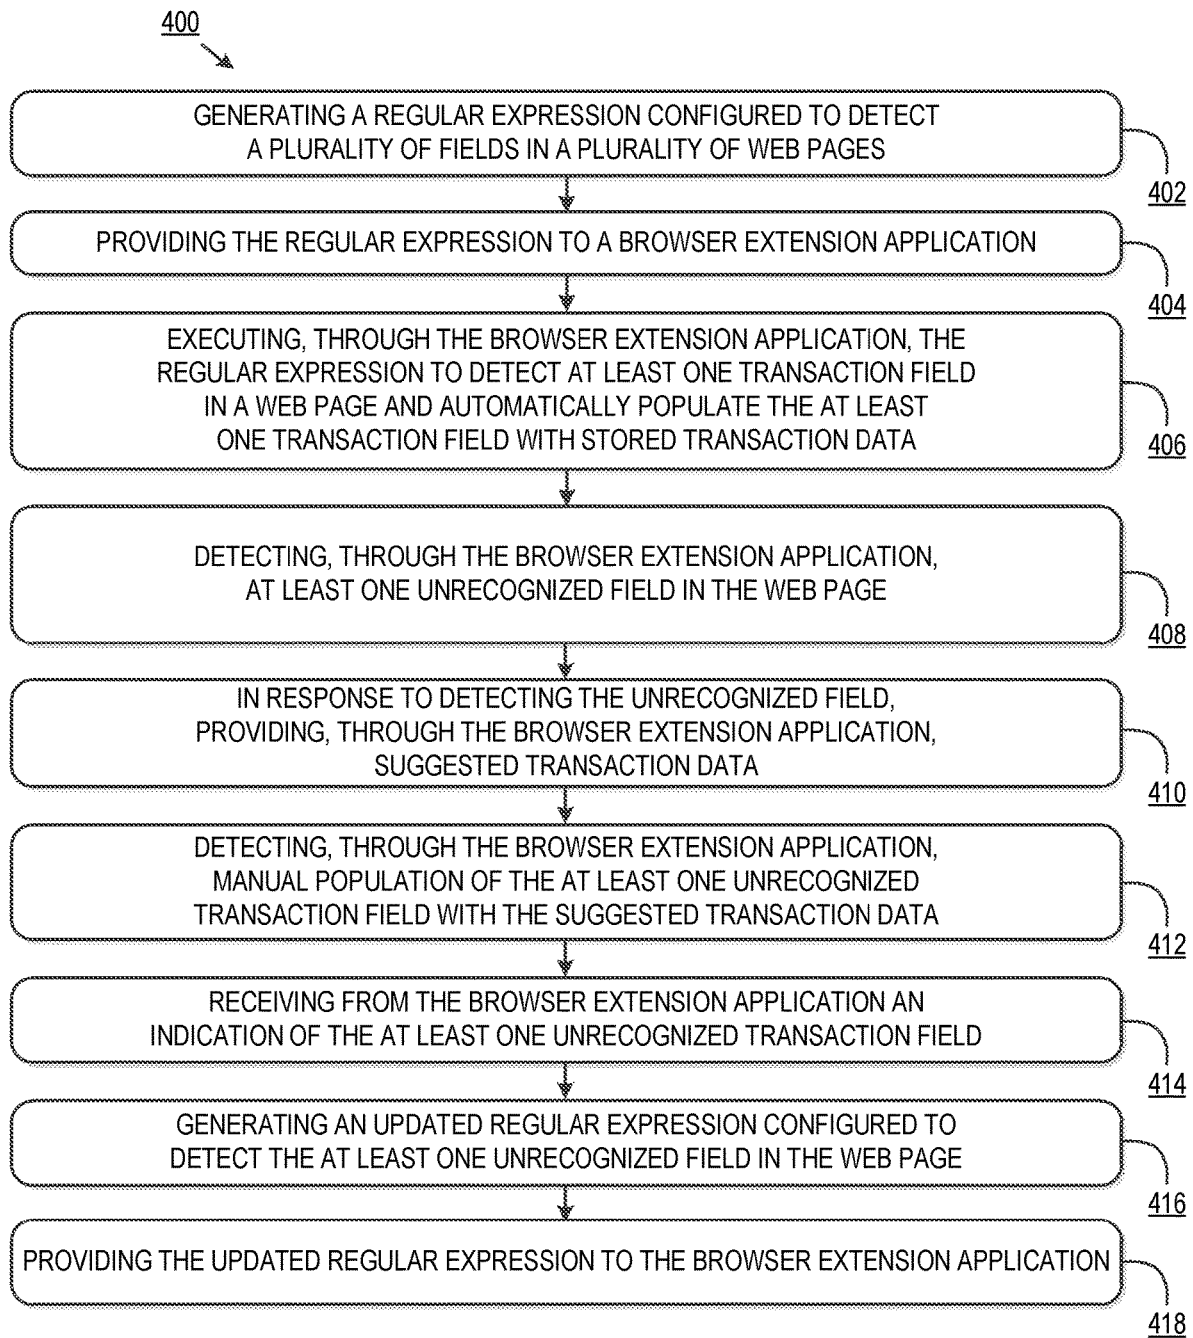 400
GENERATING A REGULAR EXPRESSION CONFIGURED TO DETECT
A PLURALITY OF FIELDS IN A PLURALITY OF WEB PAGES
402
PROVIDING THE REGULAR EXPRESSION TO A BROWSER EXTENSION APPLICATION
404
EXECUTING, THROUGH THE BROWSER EXTENSION APPLICATION, THE
REGULAR EXPRESSION TO DETECT AT LEAST ONE TRANSACTION FIELD
IN A WEB PAGE AND AUTOMATICALLY POPULATE THE AT LEAST
ONE TRANSACTION FIELD WITH STORED TRANSACTION DATA
406
DETECTING, THROUGH THE BROWSER EXTENSION APPLICATION,
AT LEAST ONE UNRECOGNIZED FIELD IN THE WEB PAGE
408
IN RESPONSE TO DETECTING THE UNRECOGNIZED FIELD,
PROVIDING, THROUGH THE BROWSER EXTENSION APPLICATION,
SUGGESTED TRANSACTION DATA
410
DETECTING, THROUGH THE BROWSER EXTENSION APPLICATION,
MANUAL POPULATION OF THE AT LEAST ONE UNRECOGNIZED
TRANSACTION FIELD WITH THE SUGGESTED TRANSACTION DATA
412
RECEIVING FROM THE BROWSER EXTENSION APPLICATION AN
INDICATION OF THE AT LEAST ONE UNRECOGNIZED TRANSACTION FIELD
414
GENERATING AN UPDATED REGULAR EXPRESSION CONFIGURED TO
DETECT THE AT LEAST ONE UNRECOGNIZED FIELD IN THE WEB PAGE
416
PROVIDING THE UPDATED REGULAR EXPRESSION TO THE BROWSER EXTENSION APPLICATION
418